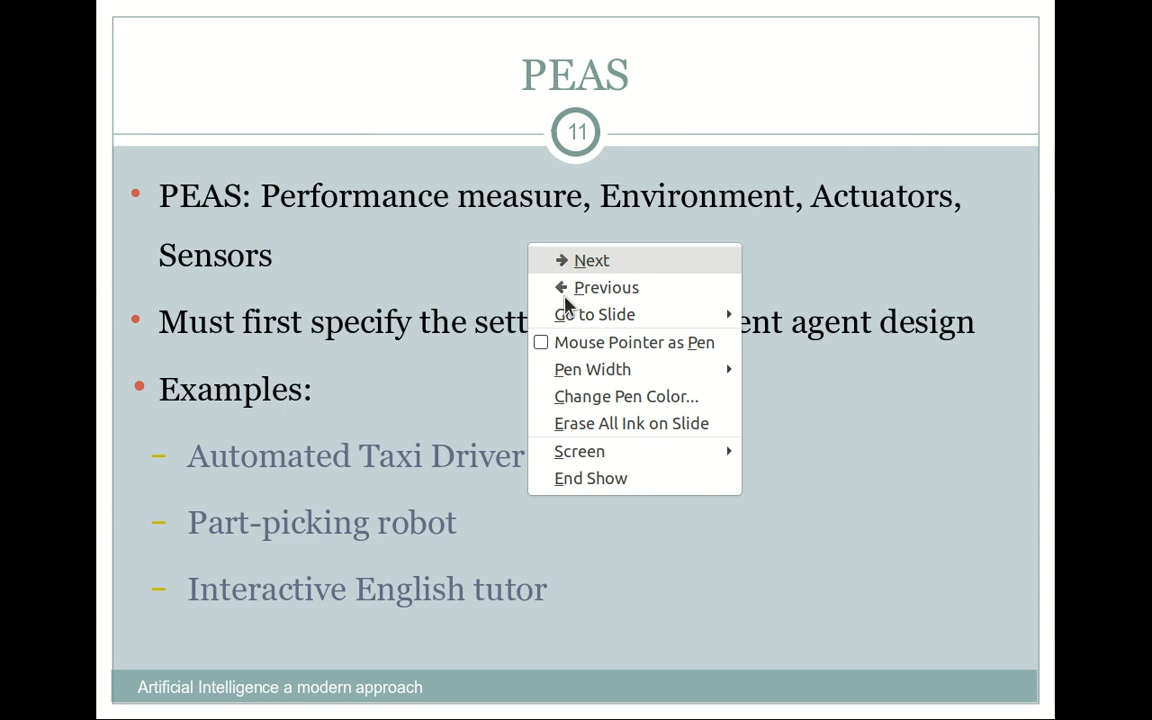 PEAS
11
PEAS: Performance measure, Environment, Actuators,
Sensors
Must first specify the sett ent agent design
Examples:
– Automated Taxi Driver
– Part-picking robot
– Interactive English tutor
Next
Previous
Go to Slide
Mouse Pointer as Pen
Pen Width
Change Pen Color...
Erase All Ink on Slide
Screen
End Show
Artificial Intelligence a modern approach